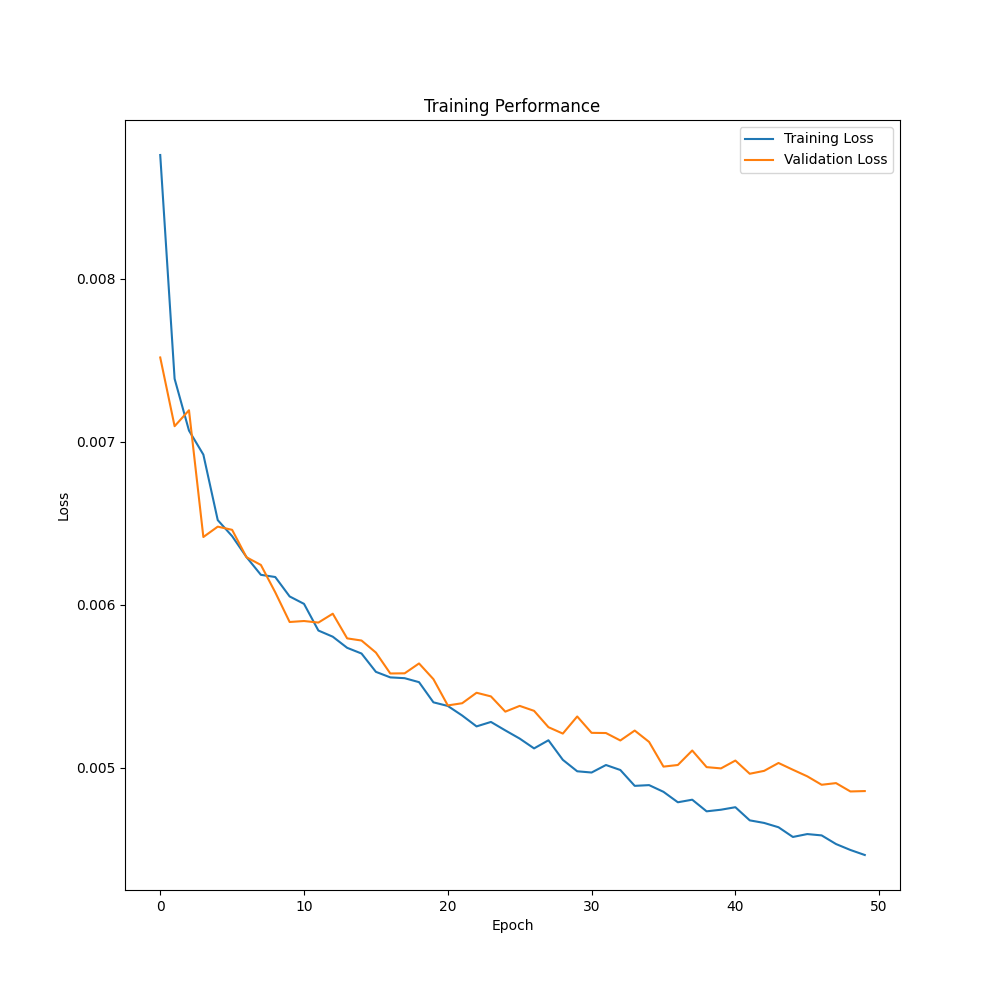 Training Performance
Training Loss
Validation Loss
0.008
0.007
0.006
0.005
Loss
0 10 20 30 40 50
Epoch